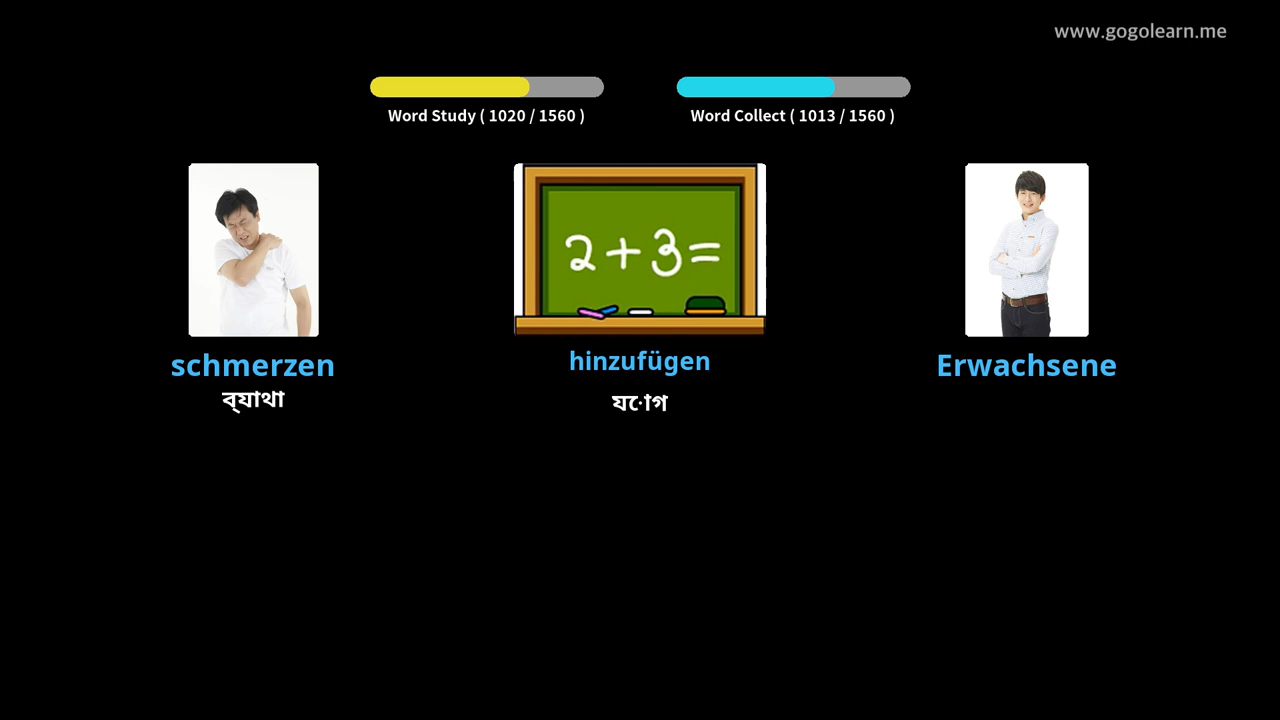 www.gogolearn.me
Word Study ( 1020 / 1560 )
Word Collect ( 1013 / 1560 )
2+3=
schmerzen
hinzufügen
Erwachsene
ব্যাথা
যোগ